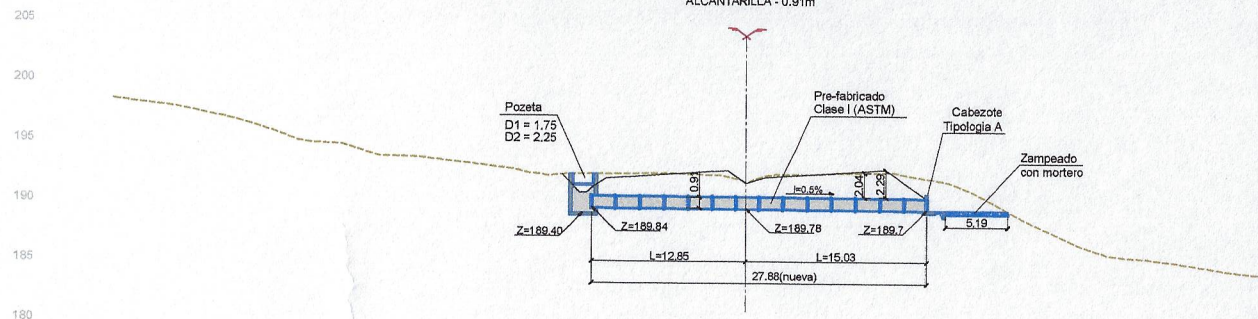 ALCANTARILLA - 0.91m
205
200
195
190
185
180
Pozeta
D1 = 1.75
D2 = 2.25
Pre-fabricado
Clase I (ASTM)
Cabezote
Tipologia A
Zampeado
con mortero
0.91
I=0.5%
2.04
2.29
Z=189.40
Z=189.84
Z=189.78
Z=189.7
5.19
L=12.85
L=15.03
27.88(nueva)